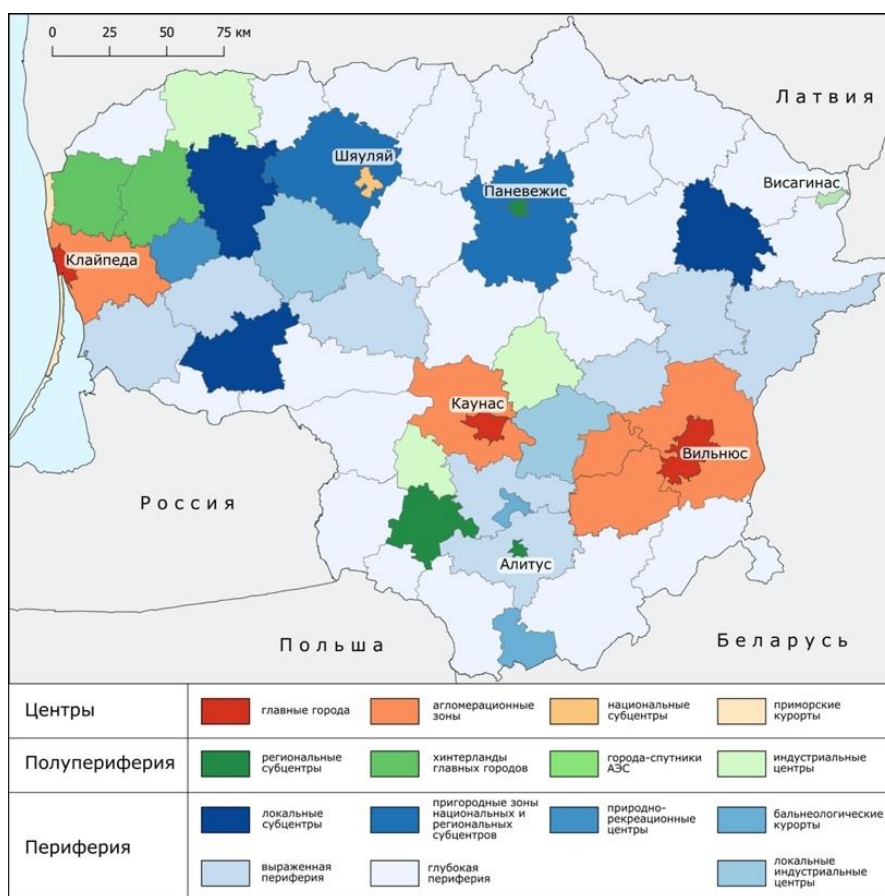 0 25 50 75 км
Латвия
Шяуляй
Паневежис
Висагинас
Клайпеда
Каунас
Вильнюс
Россия
Алитус
Польша
Беларусь
Центры
главные города
агломерационные
зоны
национальные
субцентры
приморские
курорты
Полупериферия
региональные
субцентры
хинтерланды
главных городов
города-спутники
АЭС
индустриальные
центры
Периферия
локальные
субцентры
пригородные зоны
национальных и
региональных
субцентров
природно-
рекреационные
центры
бальнеологические
курорты
выраженная
периферия
глубокая
периферия
локальные
индустриальные
центры